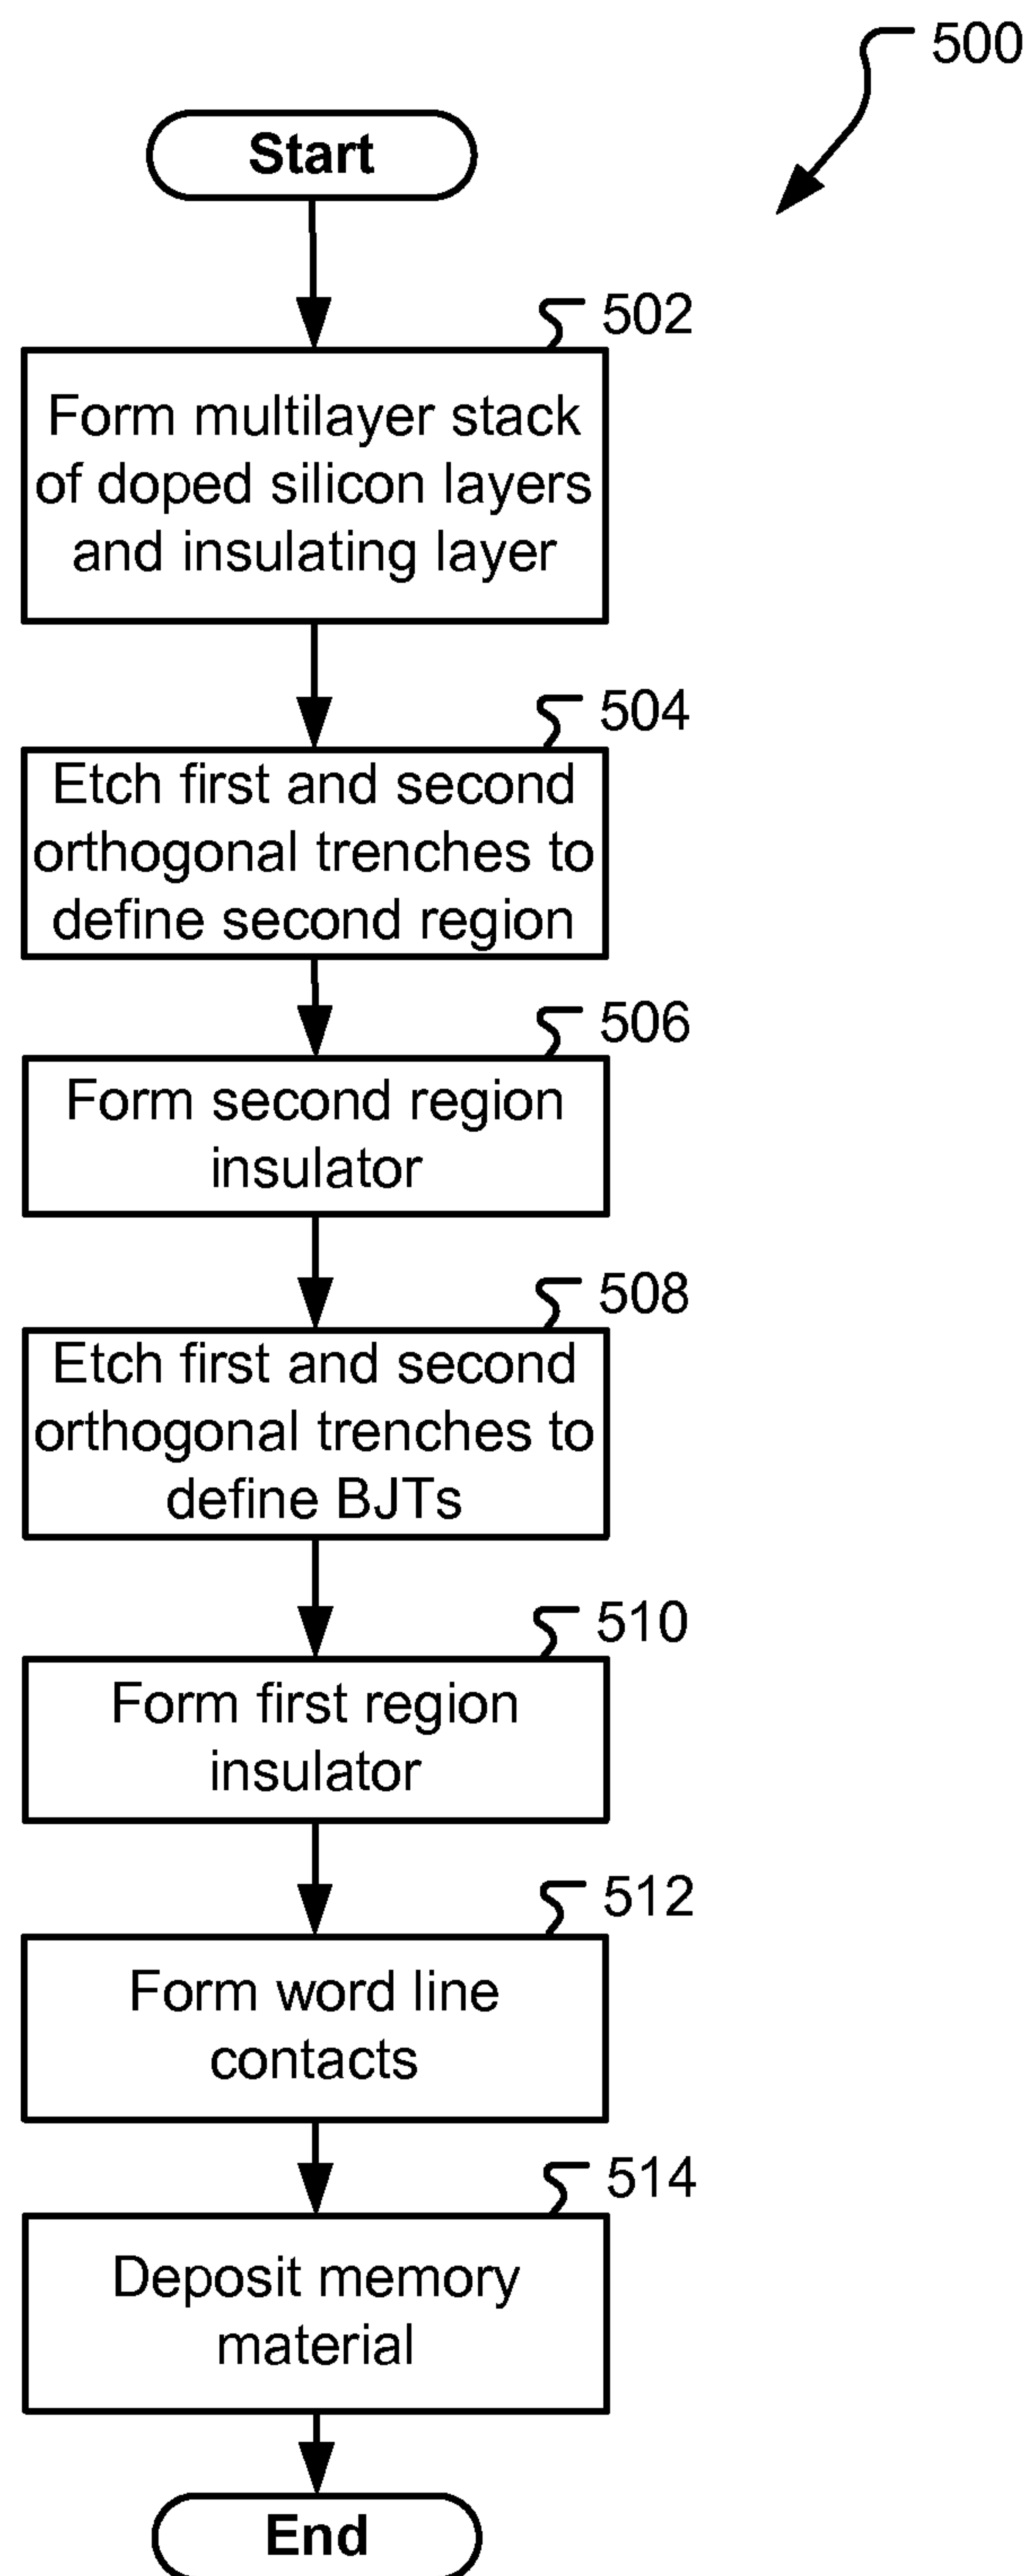 500
Start
502
Form multilayer stack
of doped silicon layers
and insulating layer
504
Etch first and second
orthogonal trenches to
define second region
506
Form second region
insulator
508
Etch first and second
orthogonal trenches to
define BJTs
510
Form first region
insulator
512
Form word line
contacts
514
Deposit memory
material
End